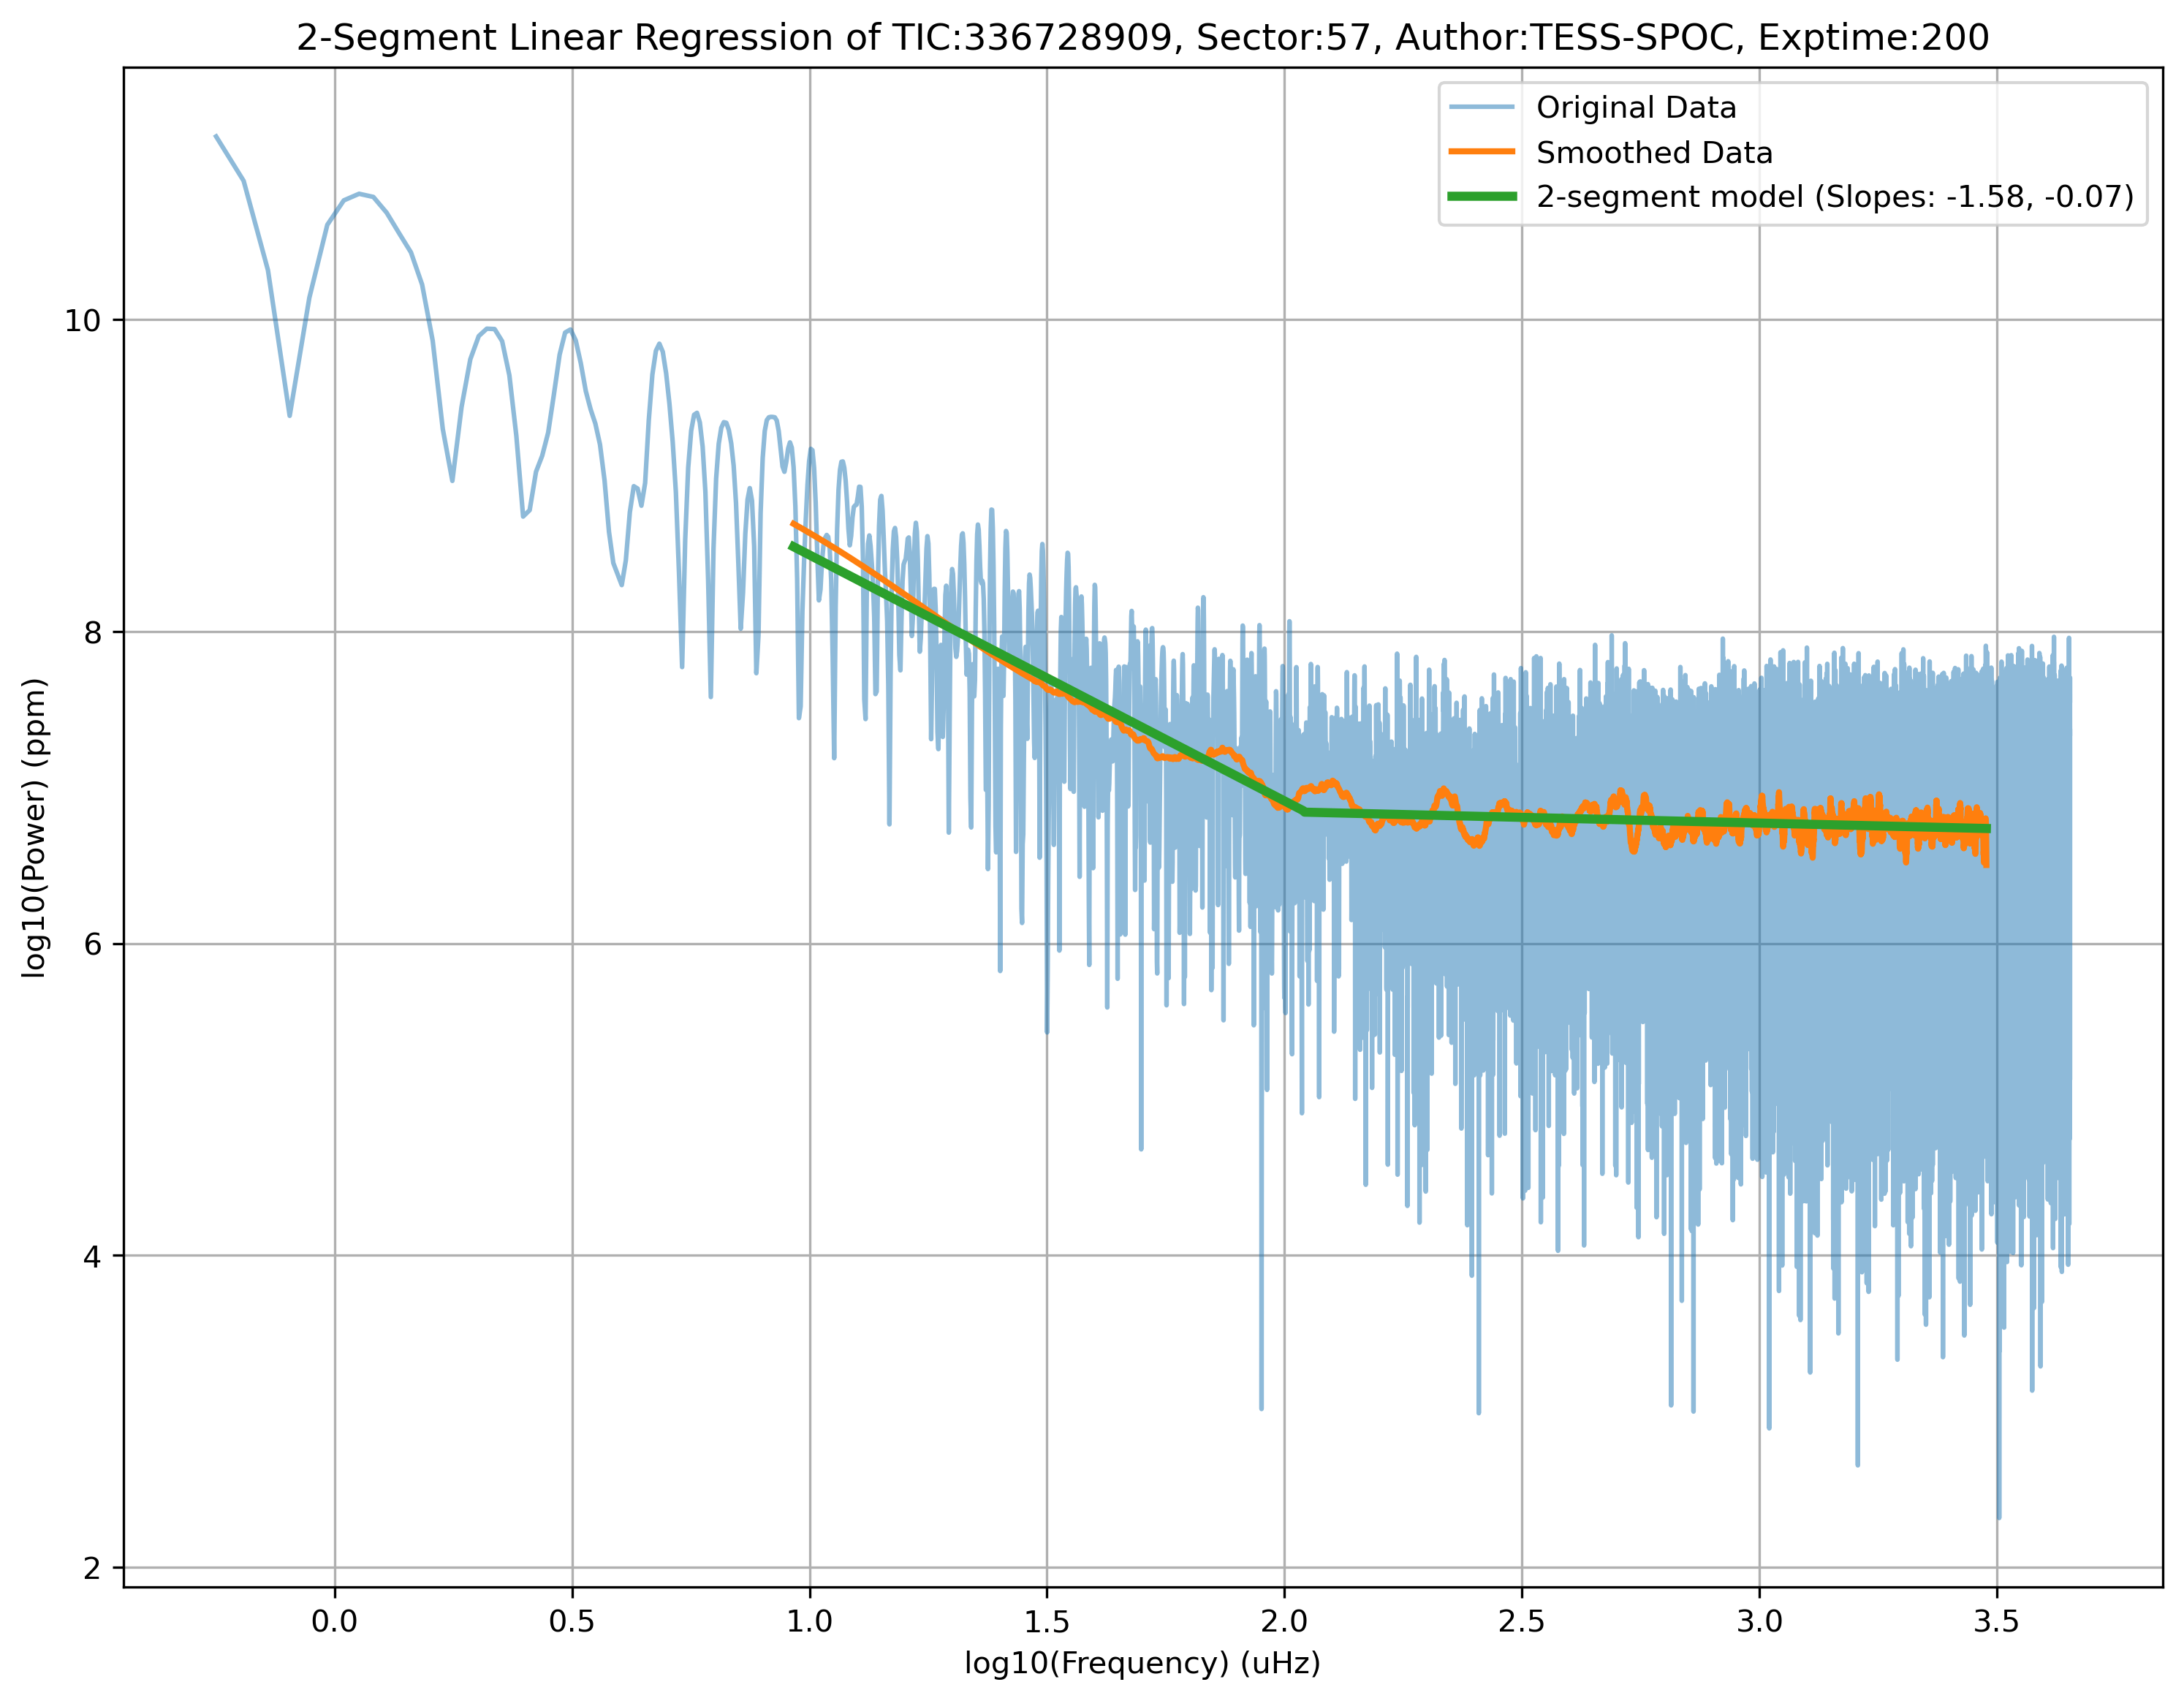 2-Segment Linear Regression of TIC:336728909, Sector:57, Author:TESS-SPOC, Exptime:200
Original Data
Smoothed Data
2-segment model (Slopes: -1.58, -0.07)
log10(Power) (ppm)
10
8
6
4
2
0.0 0.5 1.0 1.5 2.0 2.5 3.0 3.5
log10(Frequency) (uHz)